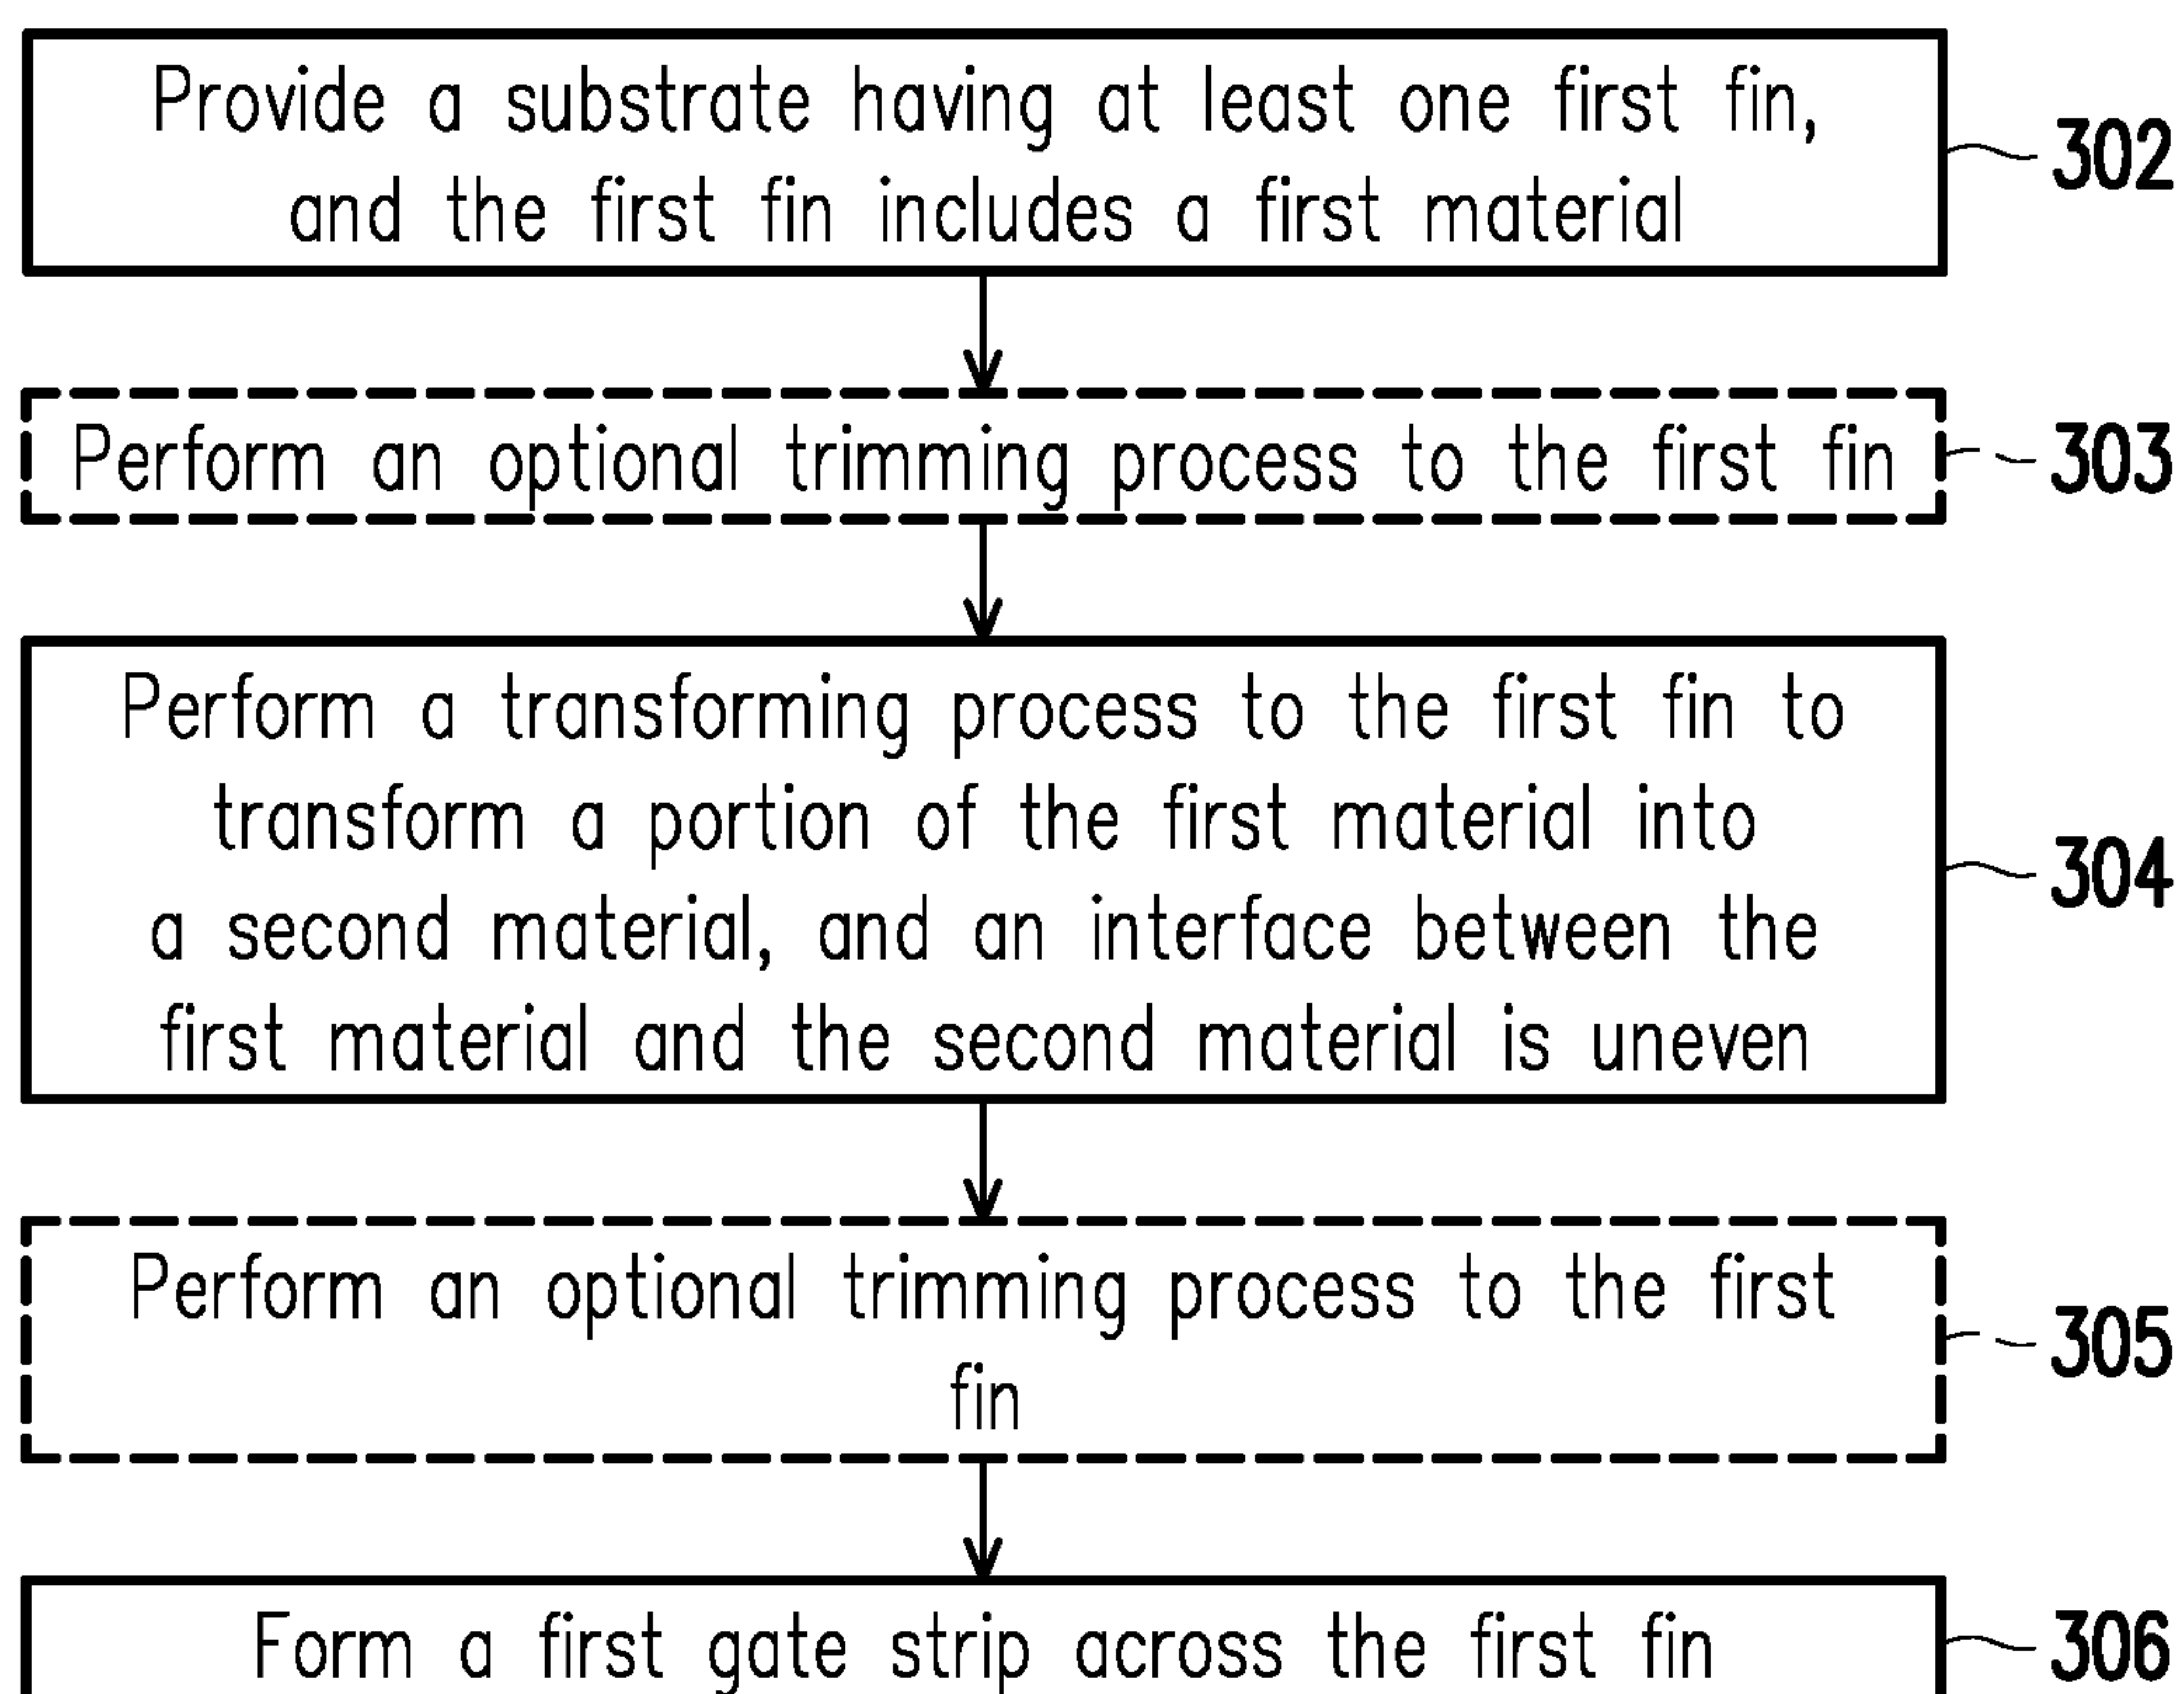 Provide a substrate having at least one first fin,
and the first fin includes a first material
302
Perform an optional trimming process to the first fin
303
Perform a transforming process to the first fin to
transform a portion of the first material into
a second material, and an interface between the
first material and the second material is uneven
304
Perform an optional trimming process to the first
fin
305
Form a first gate strip across the first fin
306